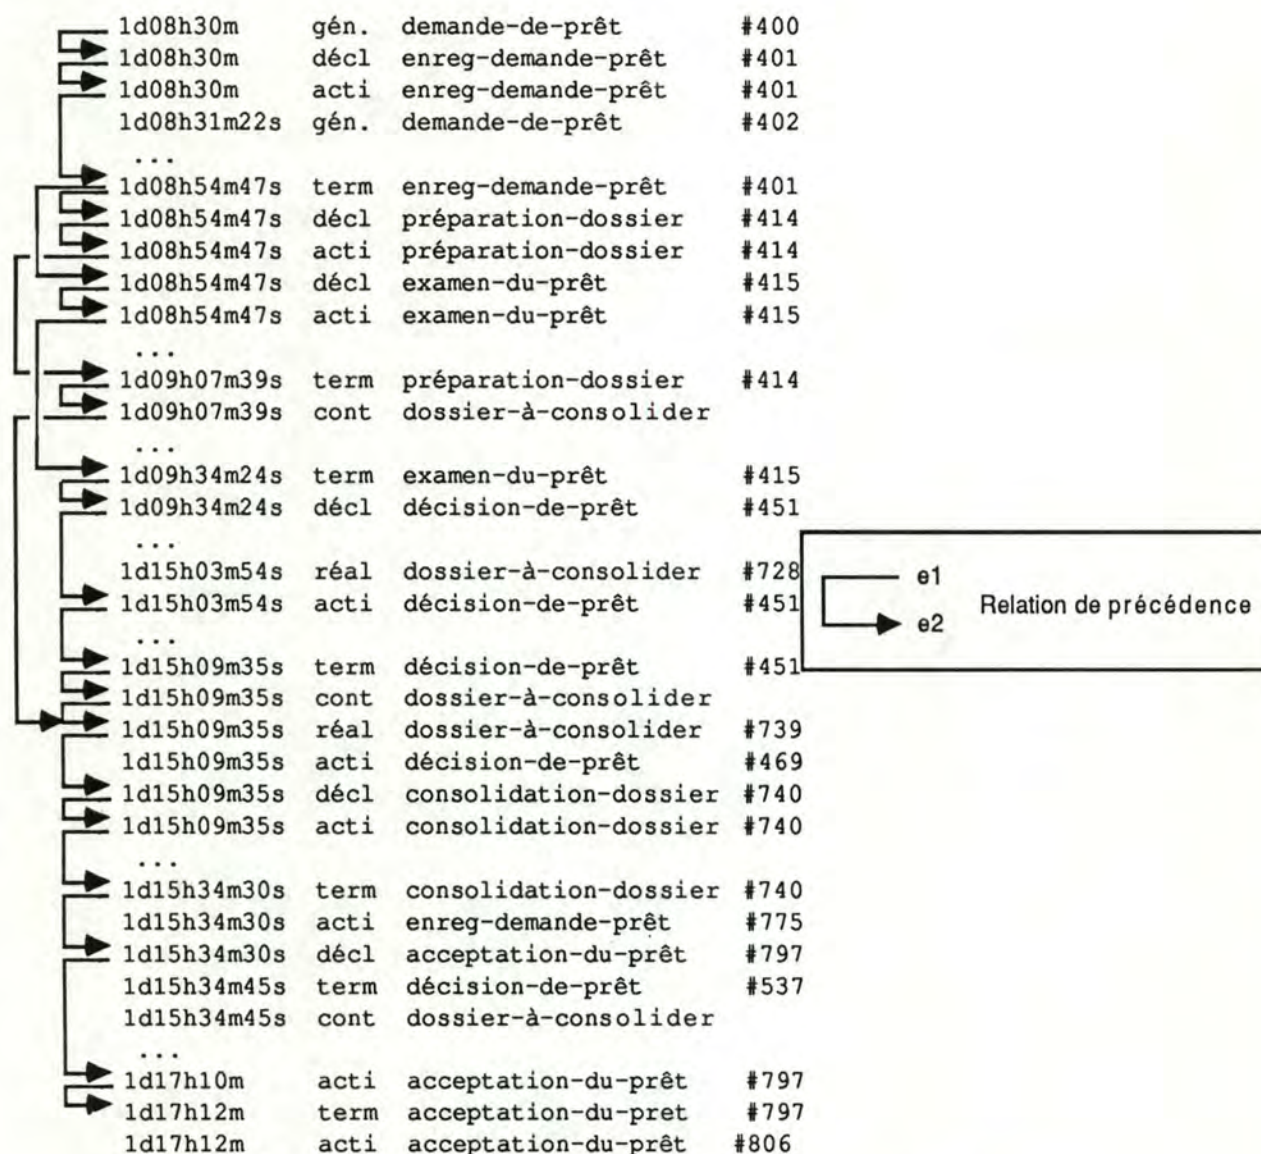 1d08h30m gén. demande-de-prêt #400
1d08h30m décl enreg-demande-prêt #401
1d08h30m acti enreg-demande-prêt #401
1d08h31m22s gén. demande-de-prêt #402
...
1d08h54m47s term enreg-demande-prêt #401
1d08h54m47s décl préparation-dossier #414
1d08h54m47s acti préparation-dossier #414
1d08h54m47s décl examen-du-prêt #415
1d08h54m47s acti examen-du-prêt #415
...
1d09h07m39s term préparation-dossier #414
1d09h07m39s cont dossier-à-consolider
...
1d09h34m24s term examen-du-prêt #415
1d09h34m24s décl décision-de-prêt #451
...
1d15h03m54s réal dossier-à-consolider #728
1d15h03m54s acti décision-de-prêt #451
...
1d15h09m35s term décision-de-prêt #451
1d15h09m35s cont dossier-à-consolider
1d15h09m35s réal dossier-à-consolider #739
1d15h09m35s acti décision-de-prêt #469
1d15h09m35s décl consolidation-dossier #740
1d15h09m35s acti consolidation-dossier #740
...
1d15h34m30s term consolidation-dossier #740
1d15h34m30s acti enreg-demande-prêt #775
1d15h34m30s décl acceptation-du-prêt #797
1d15h34m45s term décision-de-prêt #537
1d15h34m45s cont dossier-à-consolider
...
1d17h10m acti acceptation-du-prêt #797
1d17h12m term acceptation-du-pret #797
1d17h12m acti acceptation-du-prêt #806
e1
e2
Relation de précédence